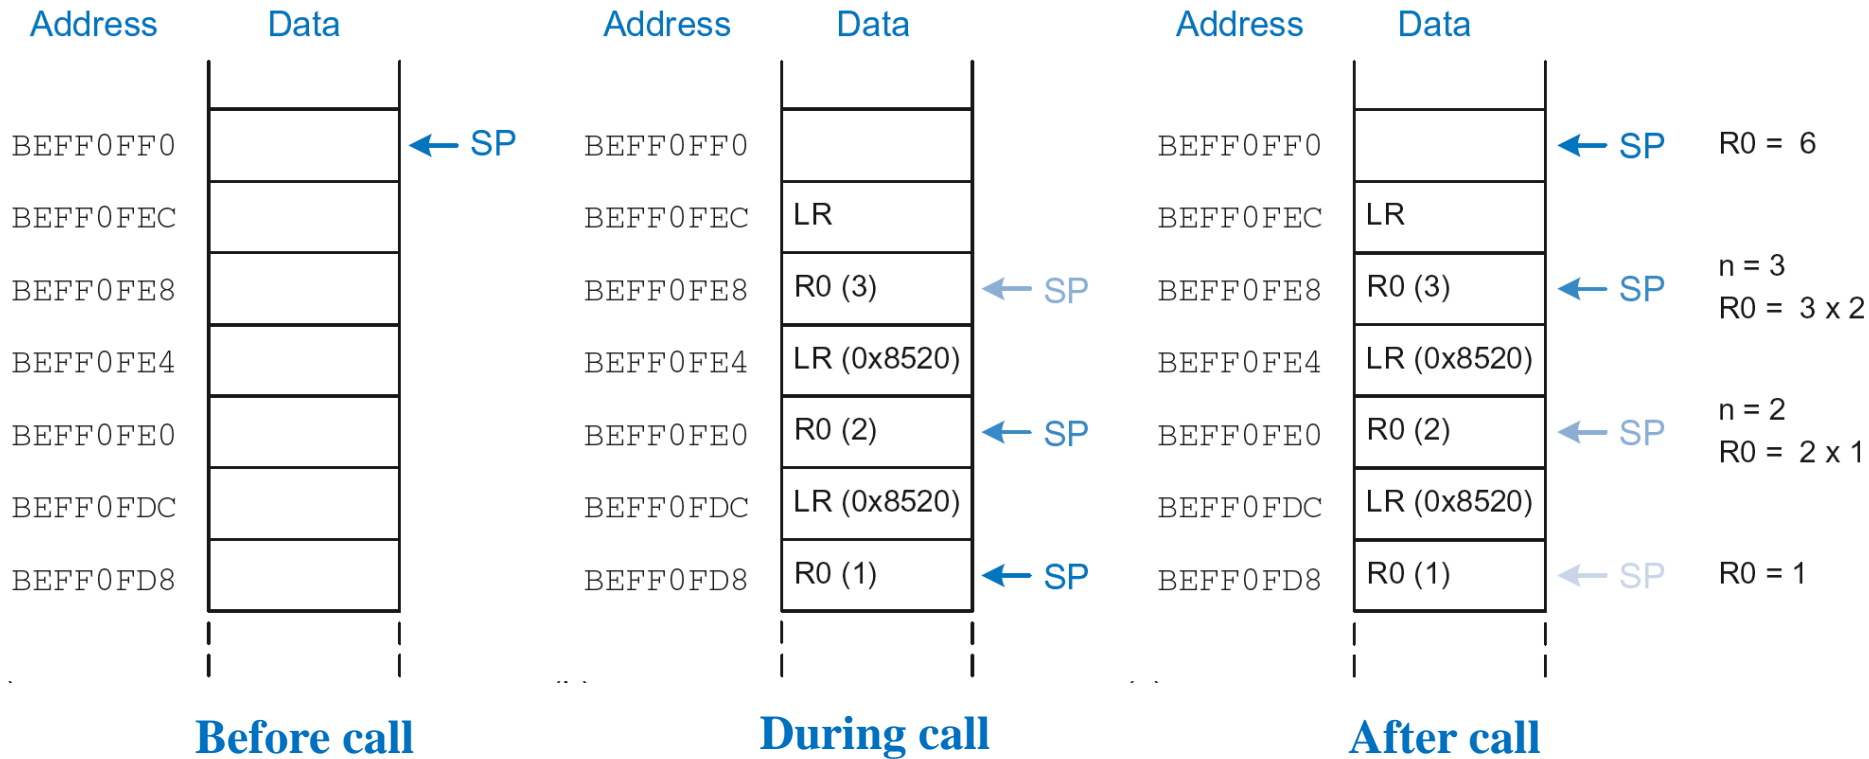 Address Data Address Data Address Data
BEFF0FF0 SP BEFF0FF0 BEFF0FF0 SP R0 = 6
BEFF0FEC BEFF0FEC LR BEFF0FEC LR
n = 3
BEFF0FE8 BEFF0FE8 R0 (3) SP BEFF0FE8 R0 (3) SP
R0 = 3 x 2
BEFF0FE4 BEFF0FE4 LR (0x8520) BEFF0FE4 LR (0x8520)
n = 2
BEFF0FE0 BEFF0FE0 R0 (2) SP BEFF0FE0 R0 (2) SP
R0 = 2 x 1
BEFF0FDC BEFF0FDC LR (0x8520) BEFF0FDC LR (0x8520)
BEFF0FD8 BEFF0FD8 R0 (1) SP BEFF0FD8 R0 (1) SP R0 = 1
Before call During call After call